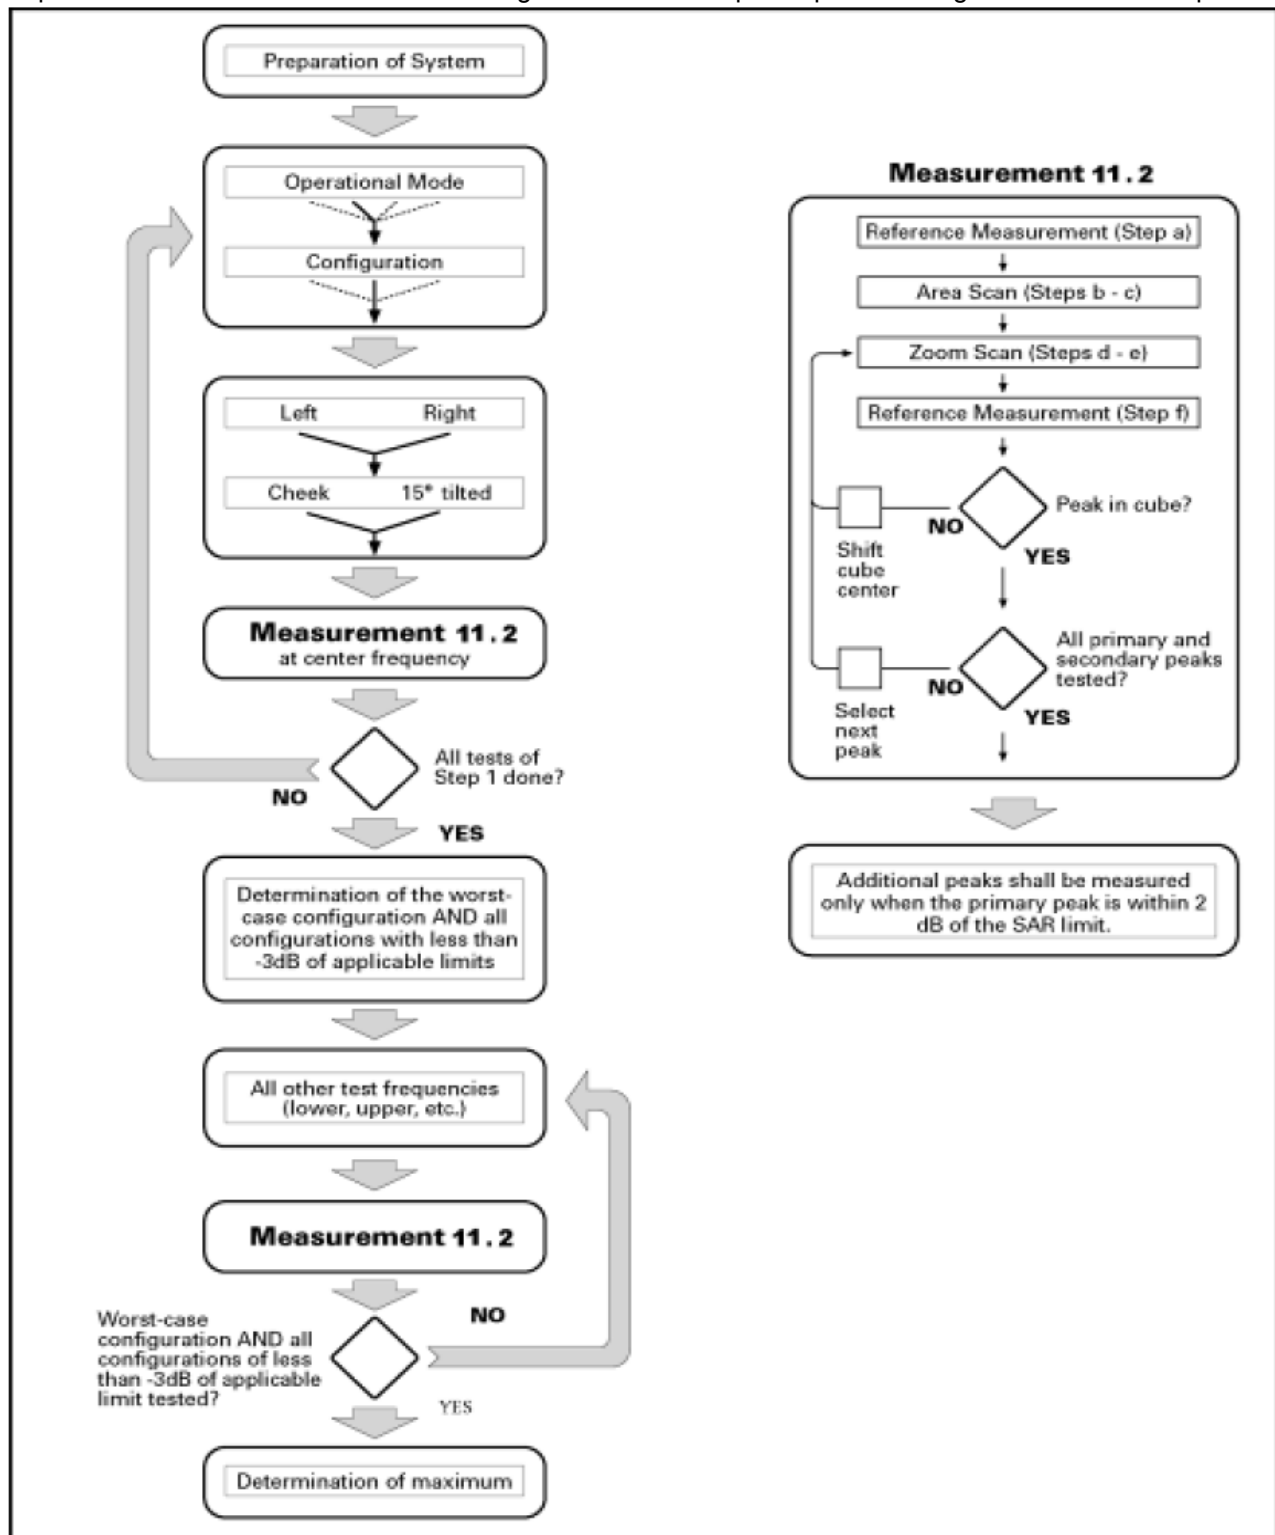 Preparation of System
Operational Mode
Configuration
Left Right
Cheek 15° tilted
Measurement 11.2
at center frequency
All tests of
Step 1 done?
NO
YES
Determination of the worst-
case configuration AND all
configurations with less than
-3dB of applicable limits
All other test frequencies
(lower, upper, etc.)
Measurement 11.2
NO
Worst-case
configuration AND all
configurations of less
than -3dB of applicable
limit tested?
YES
Determination of maximum
Measurement 11.2
Reference Measurement (Step a)
Area Scan (Steps b - c)
Zoom Scan (Steps d - e)
Reference Measurement (Step f)
Peak in cube?
NO
YES
Shift
cube
center
All primary and
secondary peaks
tested?
NO
YES
Select
next
peak
Additional peaks shall be measured
only when the primary peak is within 2
dB of the SAR limit.